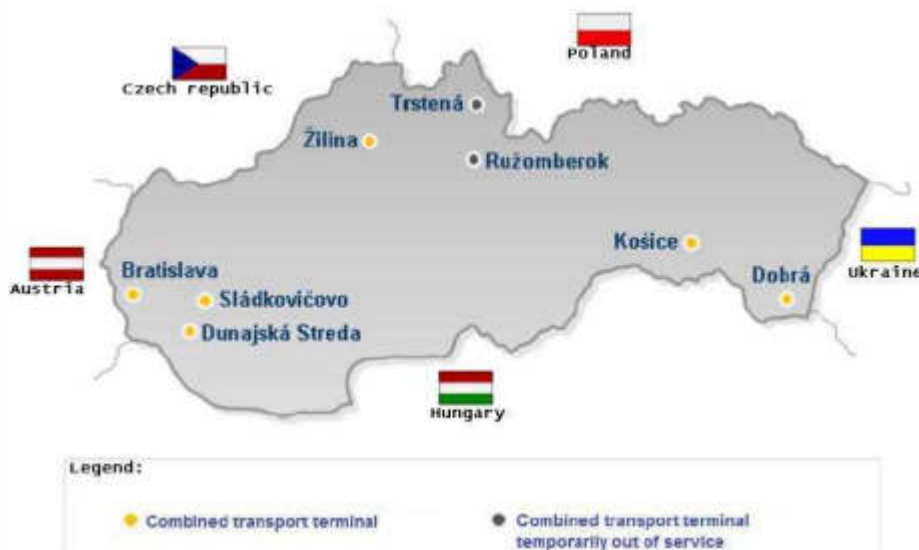 Poland
Czech republic
Trstená
Žilina
Ružomberok
Košice
Austria
Ukraine
Bratislava
Dobrá
Sládkovičovo
Dunajská Streda
Hungary
Legend:
Combined transport terminal
Combined transport terminal
temporarily out of service